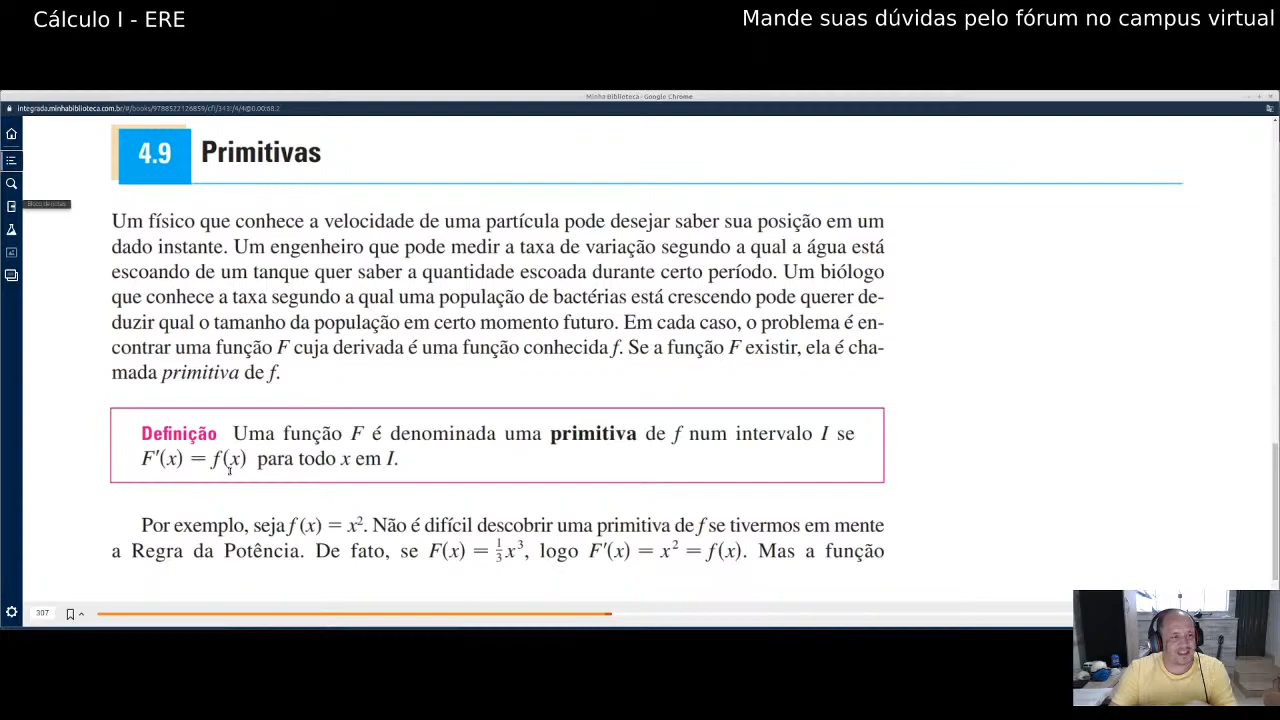 Cálculo I - ERE
Mande suas dúvidas pelo fórum no campus virtual
Minha Biblioteca - Google Chrome
4.9 Primitivas
Um físico que conhece a velocidade de uma partícula pode desejar saber sua posição em um
dado instante. Um engenheiro que pode medir a taxa de variação segundo a qual a água está
escoando de um tanque quer saber a quantidade escoada durante certo período. Um biólogo
que conhece a taxa segundo a qual uma população de bactérias está crescendo pode querer de-
duzir qual o tamanho da população em certo momento futuro. Em cada caso, o problema é en-
contrar uma função F cuja derivada é uma função conhecida f. Se a função F existir, ela é cha-
mada primitiva de f.
Definição Uma função F é denominada uma primitiva de f num intervalo I se
F′(x) = f(x) para todo x em I.
Por exemplo, seja f(x) = x². Não é difícil descobrir uma primitiva de f se tivermos em mente
a Regra da Potência. De fato, se F(x) = ⅓x³, logo F′(x) = x² = f(x). Mas a função
307